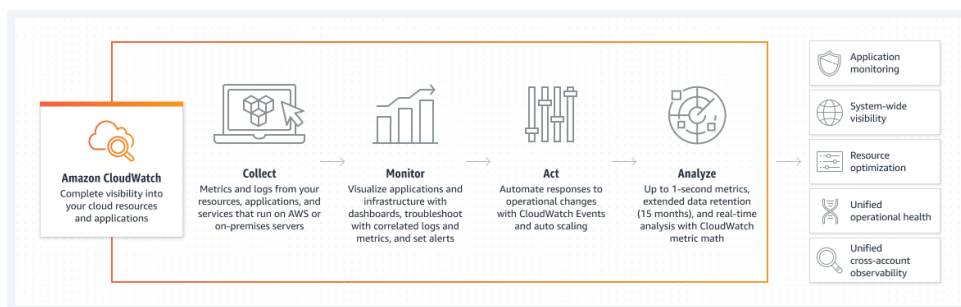 Amazon CloudWatch
Complete visibility into
your cloud resources
and applications
Collect
Metrics and logs from your
resources, applications, and
services that run on AWS or
on-premises servers
Monitor
Visualize applications and
infrastructure with
dashboards, troubleshoot
with correlated logs and
metrics, and set alerts
Act
Automate responses to
operational changes
with CloudWatch Events
and auto scaling
Analyze
Up to 1-second metrics,
extended data retention
(15 months), and real-time
analysis with CloudWatch
metric math
Application
monitoring
System-wide
visibility
Resource
optimization
Unified
operational health
Unified
cross-account
observability